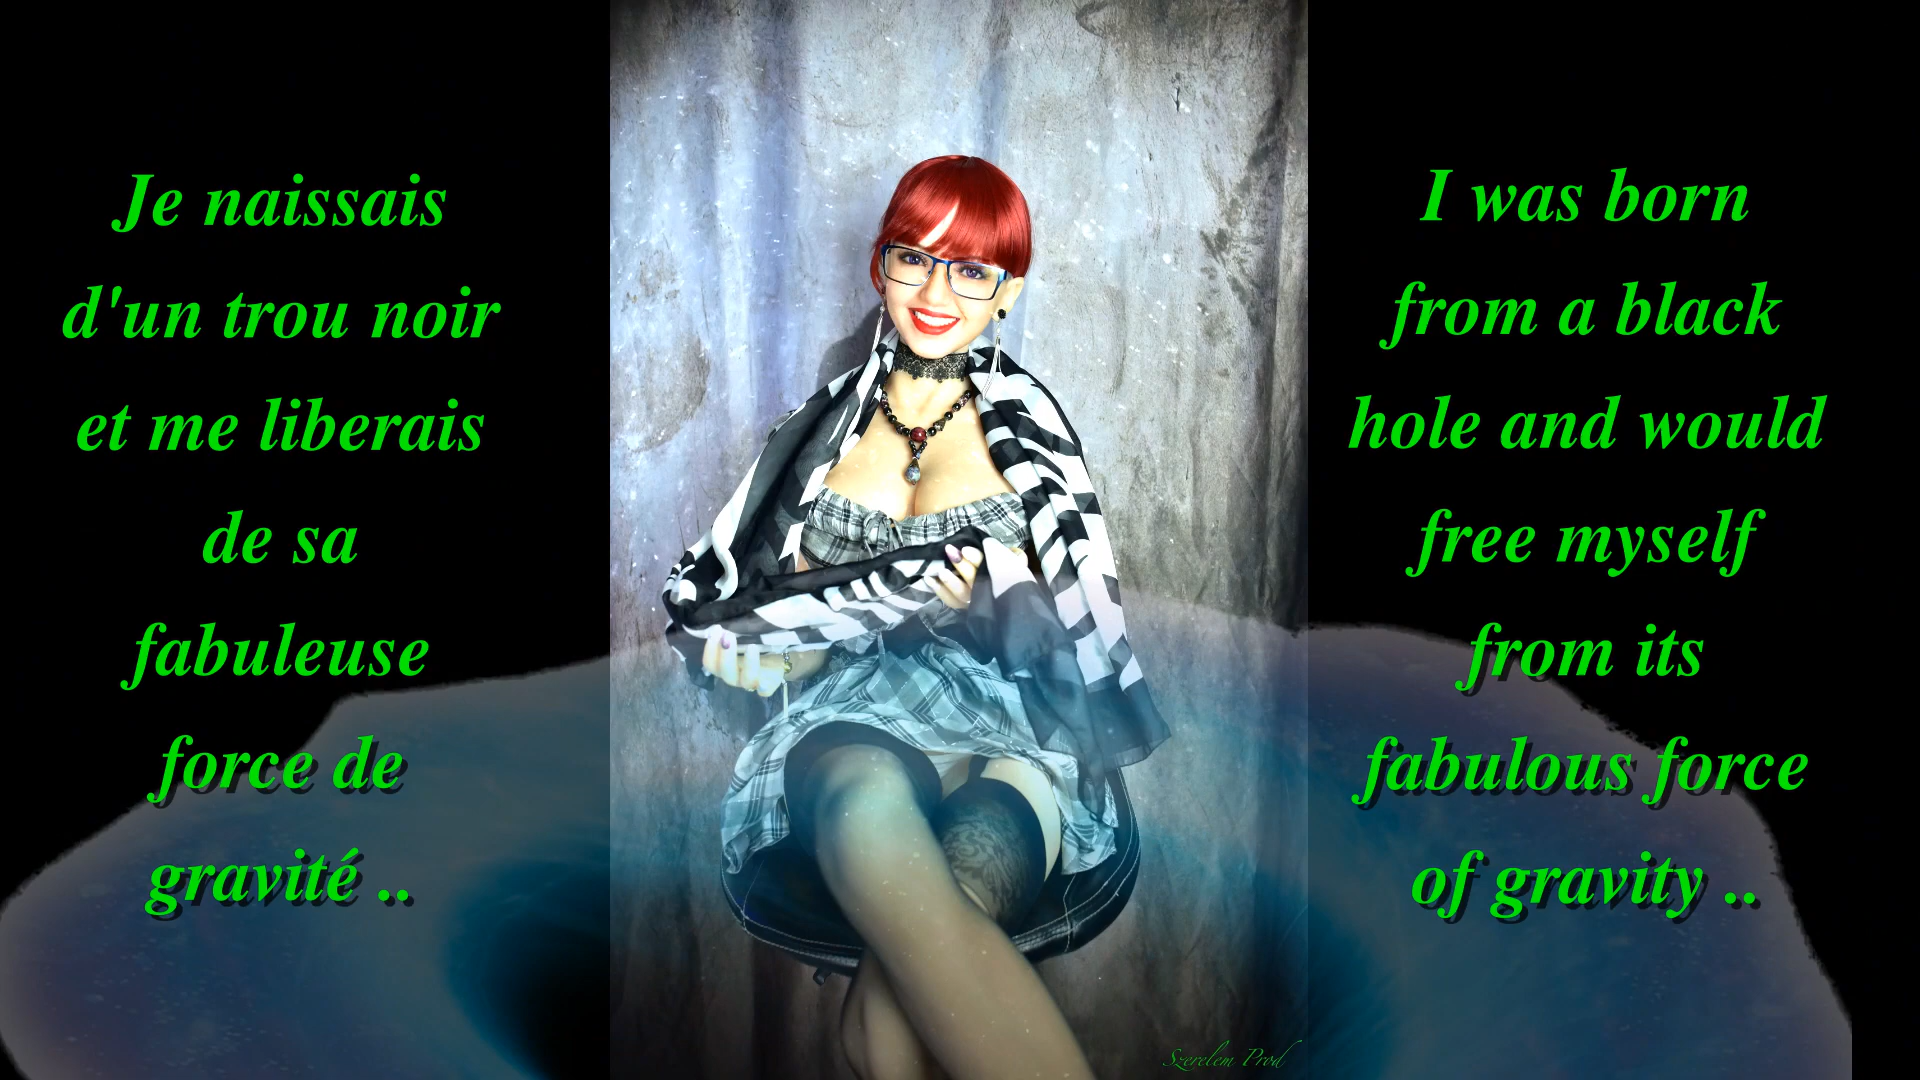 Je naissais
d'un trou noir
et me liberais
de sa
fabuleuse
force de
gravité ..
I was born
from a black
hole and would
free myself
from its
fabulous force
of gravity ..
Szerelem Prod